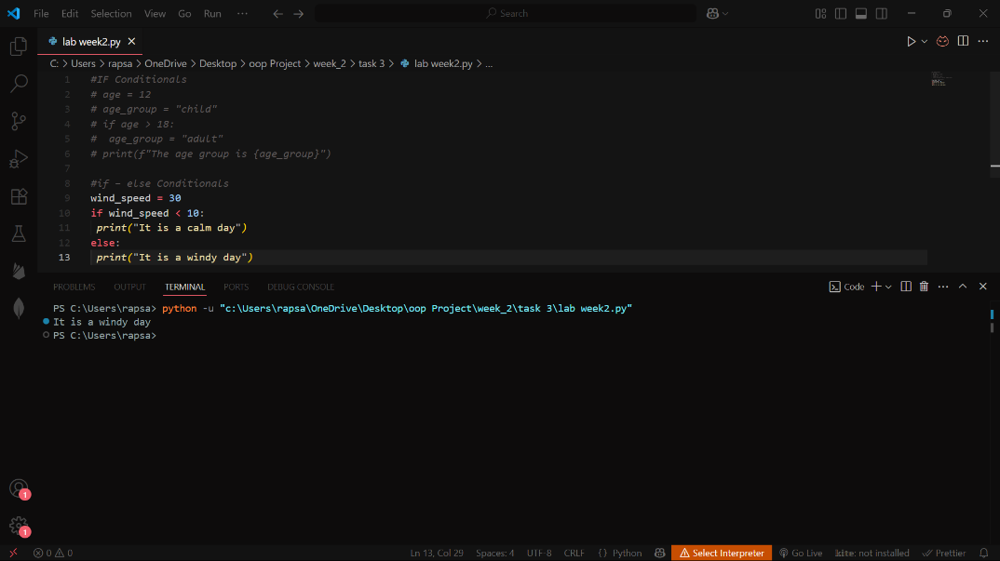 File Edit Selection View Go Run ··· Search
lab week2.py
C: > Users > rapsa > OneDrive > Desktop > oop Project > week_2 > task 3 > lab week2.py > ...
1 #IF Conditionals
2 # age = 12
3 # age_group = "child"
4 # if age > 18:
5 #  age_group = "adult"
6 # print(f"The age group is {age_group}")
7
8 #if - else Conditionals
9 wind_speed = 30
10 if wind_speed < 10:
11  print("It is a calm day")
12 else:
13  print("It is a windy day")
PROBLEMS OUTPUT TERMINAL PORTS DEBUG CONSOLE Code
PS C:\Users\rapsa> python -u "c:\Users\rapsa\OneDrive\Desktop\oop Project\week_2\task 3\lab week2.py"
It is a windy day
PS C:\Users\rapsa>
1
1
0 0 Ln 13, Col 29 Spaces: 4 UTF-8 CRLF {} Python Select Interpreter Go Live kite: not installed Prettier